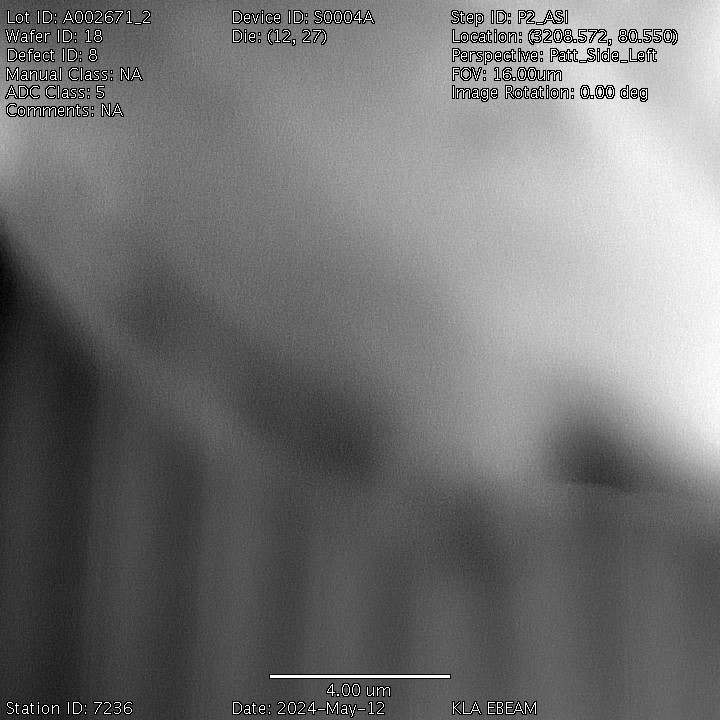 Lot ID: A002671_2
Wafer ID: 18
Defect ID: 8
Manual Class: NA
ADC Class: 5
Comments: NA
Device ID: S0004A
Die: (12, 27)
Step ID: P2_ASI
Location: (3208.572, 80.550)
Perspective: Patt_Side_Left
FOV: 16.00um
Image Rotation: 0.00 deg
4.00 um
Station ID: 7236
Date: 2024-May-12
KLA EBEAM